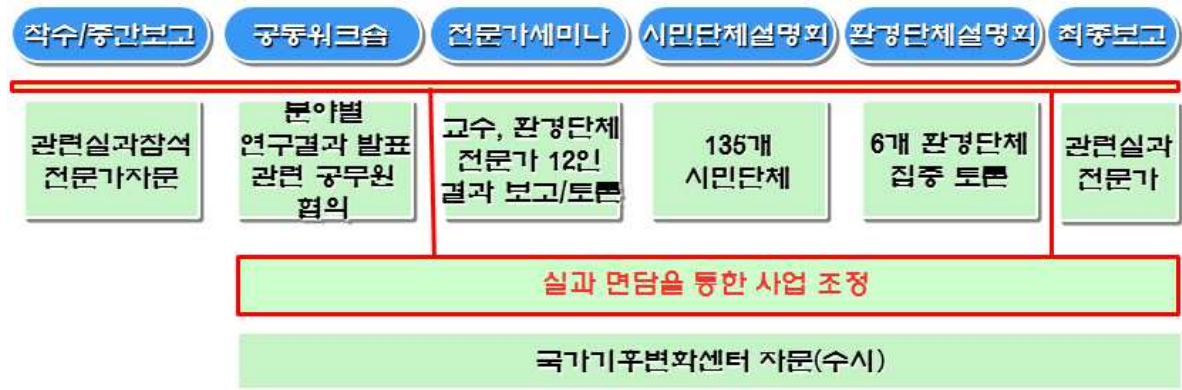 착수/중간보고
공동워크숍
전문가세미나
시민단체설명회
환경단체설명회
최종보고
관련실과참석
전문가자문
분야별
연구결과 발표
관련 공무원
협의
교수, 환경단체
전문가 12인
결과 보고/토론
135개
시민단체
6개 환경단체
집중 토론
관련실과
전문가
실과 면담을 통한 사업 조정
국가기후변화센터 자문(수시)